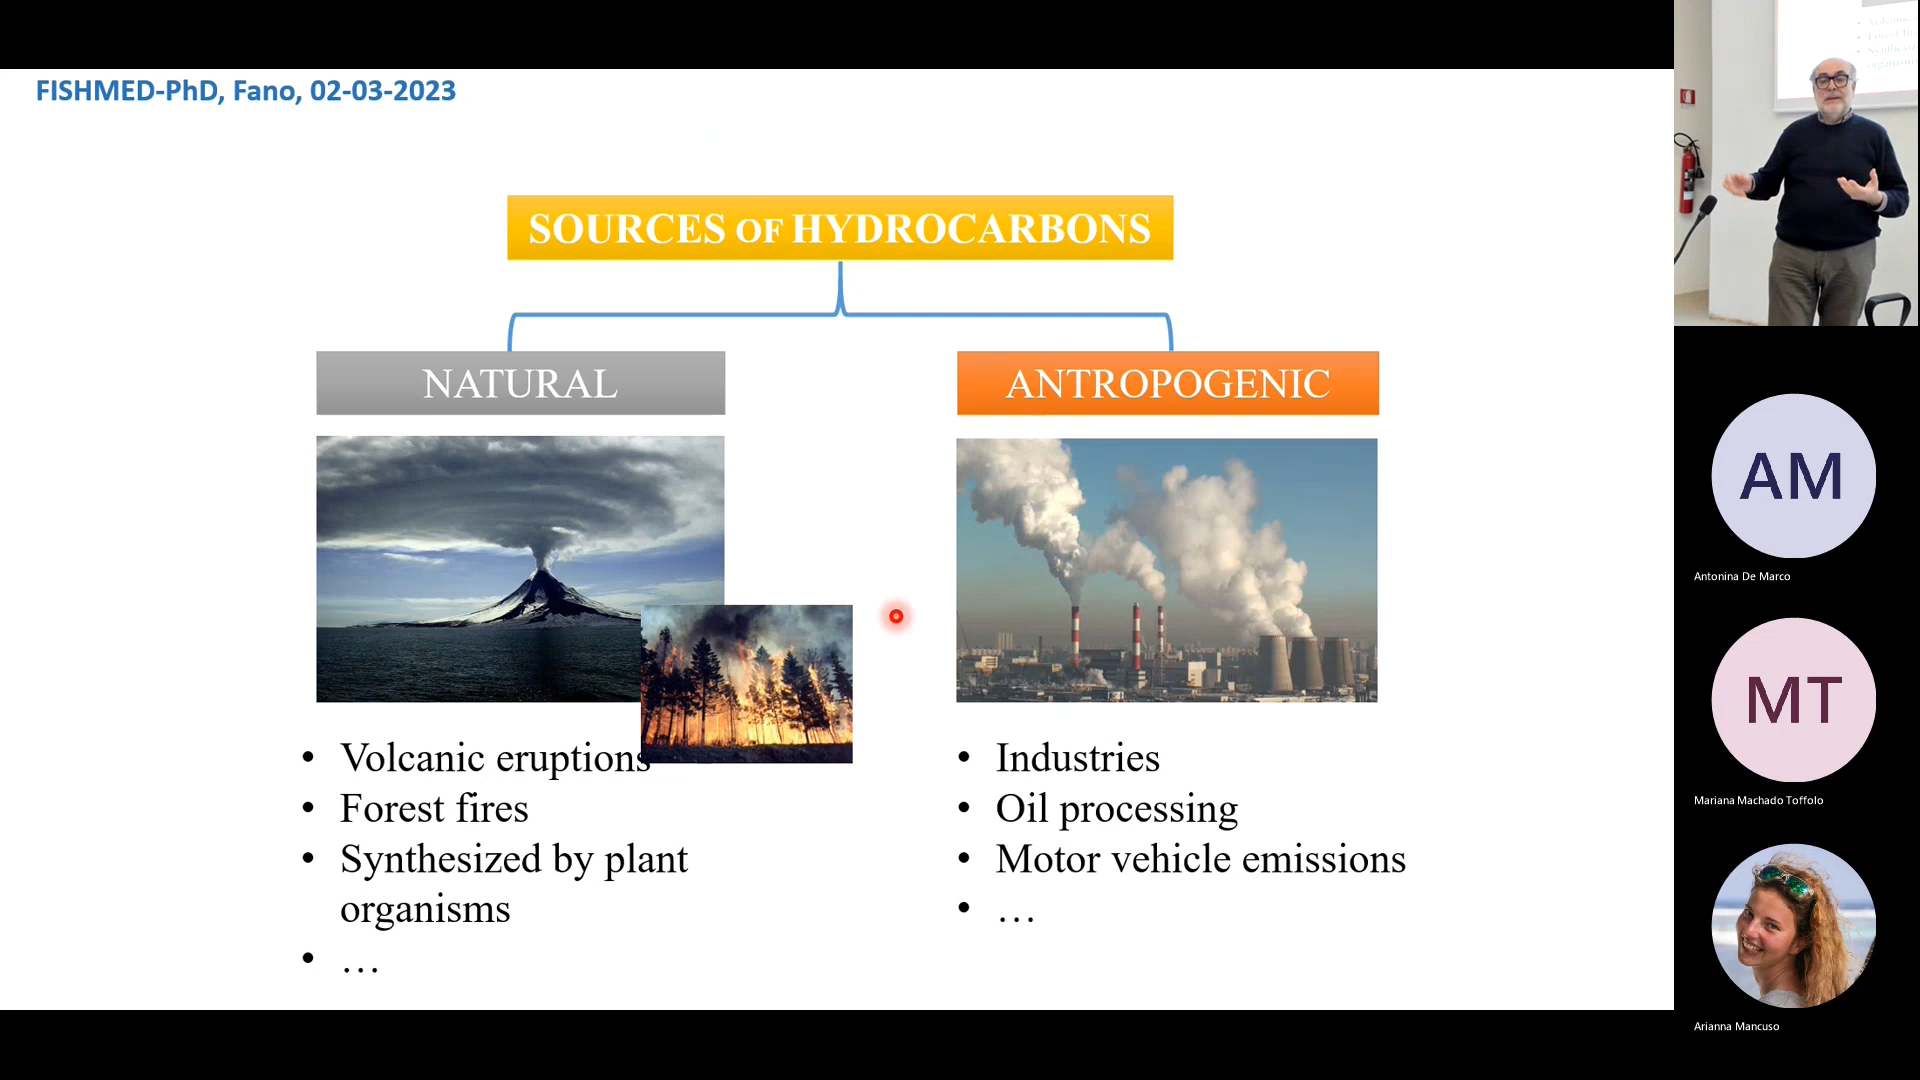 FISHMED-PhD, Fano, 02-03-2023
SOURCES OF HYDROCARBONS
NATURAL
ANTROPOGENIC
• Volcanic eruptions
• Forest fires
• Synthesized by plant
organisms
• …
• Industries
• Oil processing
• Motor vehicle emissions
• …
AM
Antonina De Marco
MT
Mariana Machado Toffolo
Arianna Mancuso